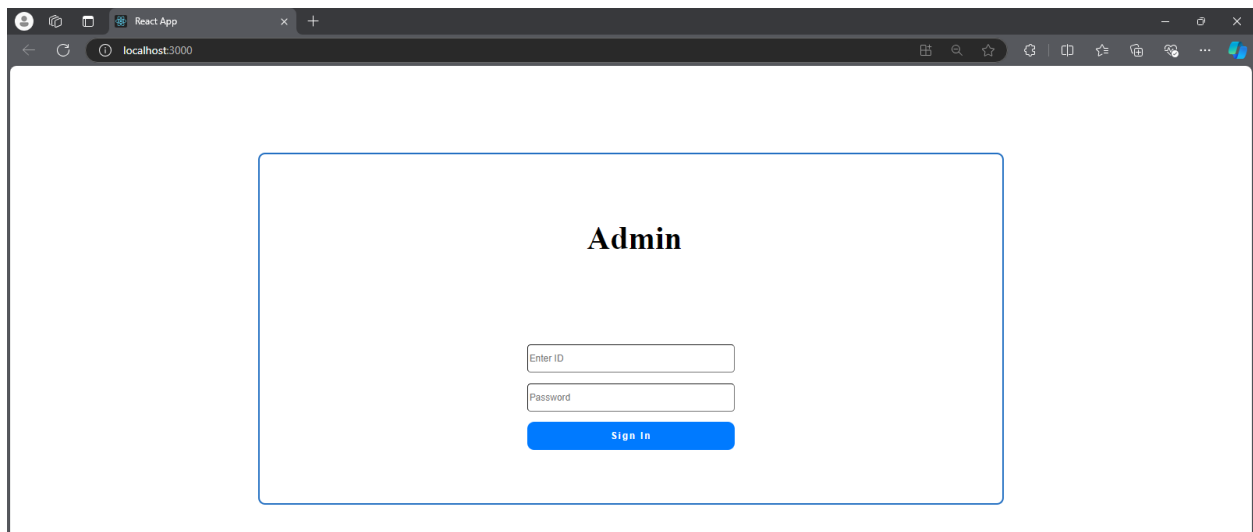 React App
localhost:3000
Admin
Enter ID
Password
Sign In